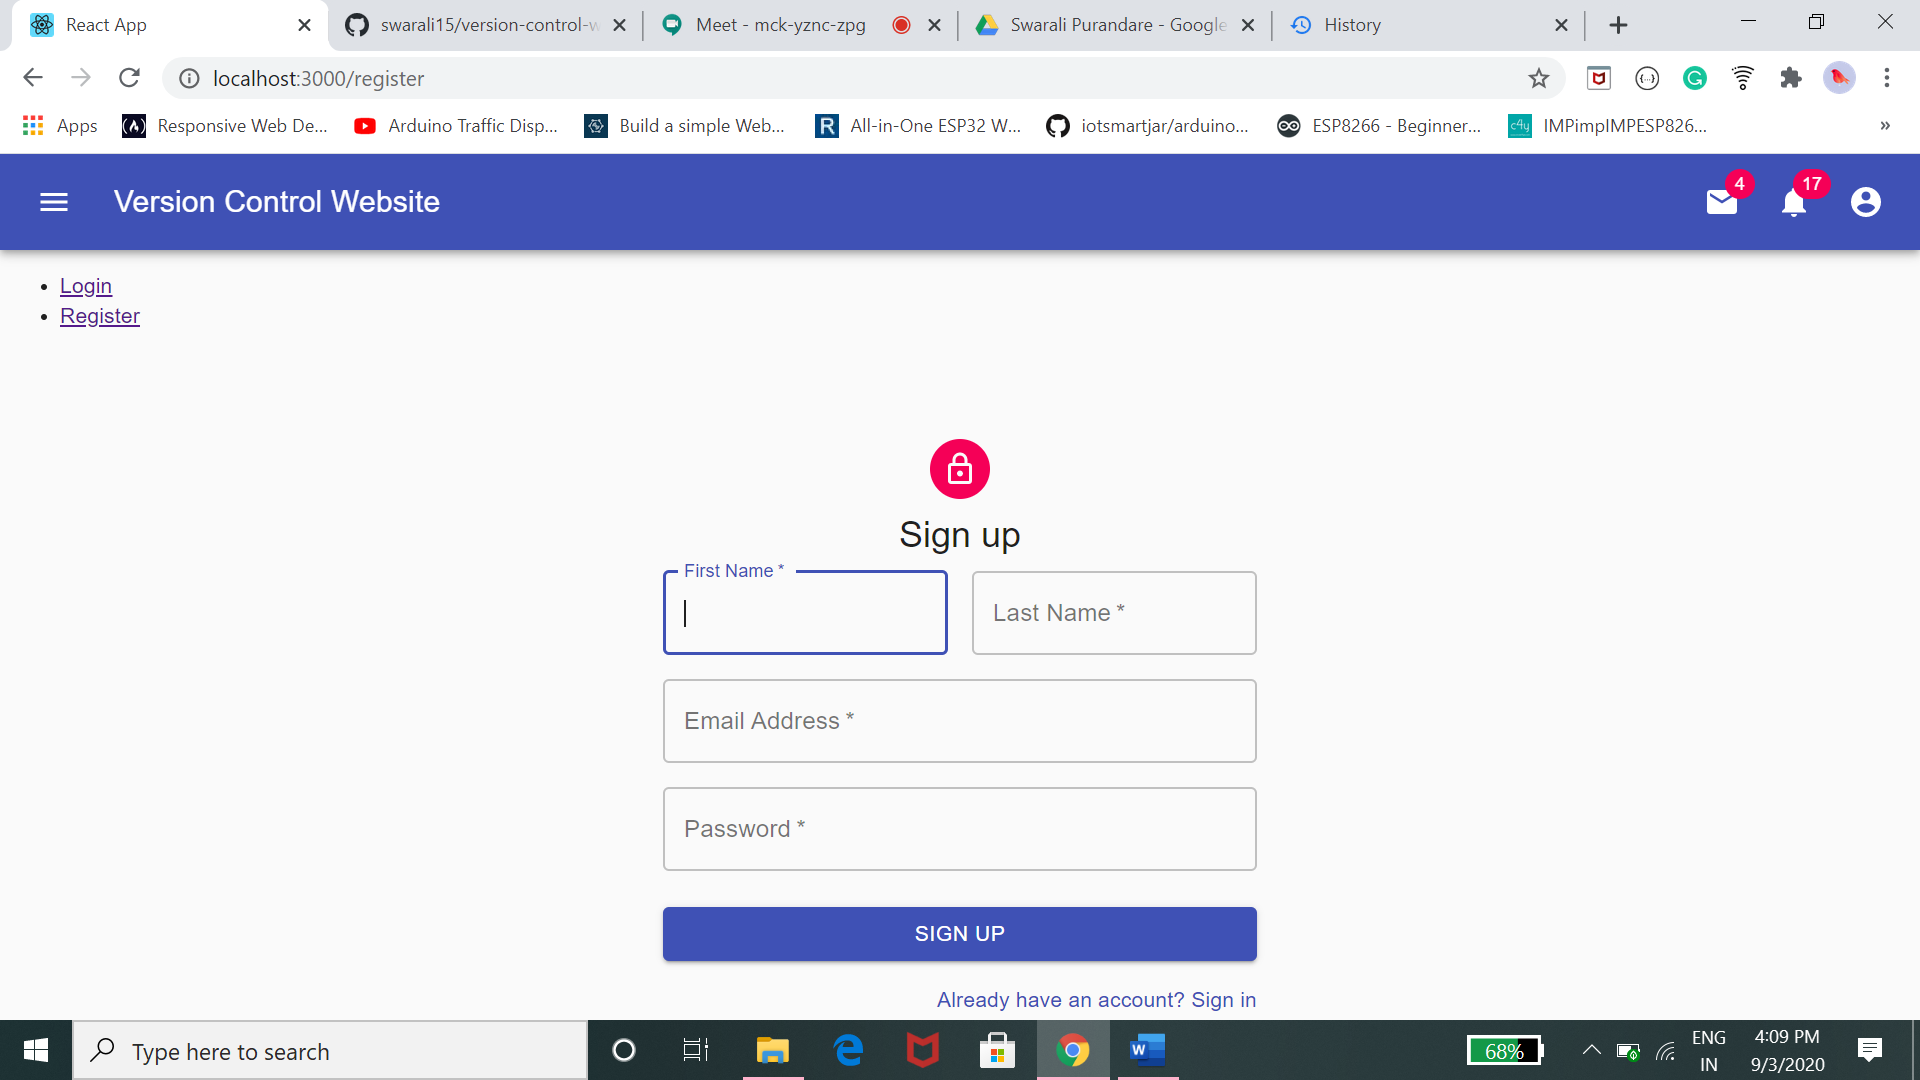 React App
swarali15/version-control-w
Meet - mck-yznc-zpg
Swarali Purandare - Google
History
localhost:3000/register
Apps
Responsive Web De...
Arduino Traffic Disp...
Build a simple Web...
All-in-One ESP32 W...
iotsmartjar/arduino...
ESP8266 - Beginner...
c4y
IMPimpIMPESP826...
»
Version Control Website
4
17
Login
Register
Sign up
First Name *
Last Name *
Email Address *
Password *
SIGN UP
Already have an account? Sign in
Type here to search
68%
ENG
IN
4:09 PM
9/3/2020